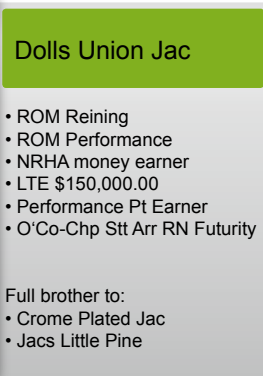 Dolls Union Jac
• ROM Reining
• ROM Performance
• NRHA money earner
• LTE $150,000.00
• Performance Pt Earner
• O‘Co-Chp Stt Arr RN Futurity
Full brother to:
• Crome Plated Jac
• Jacs Little Pine